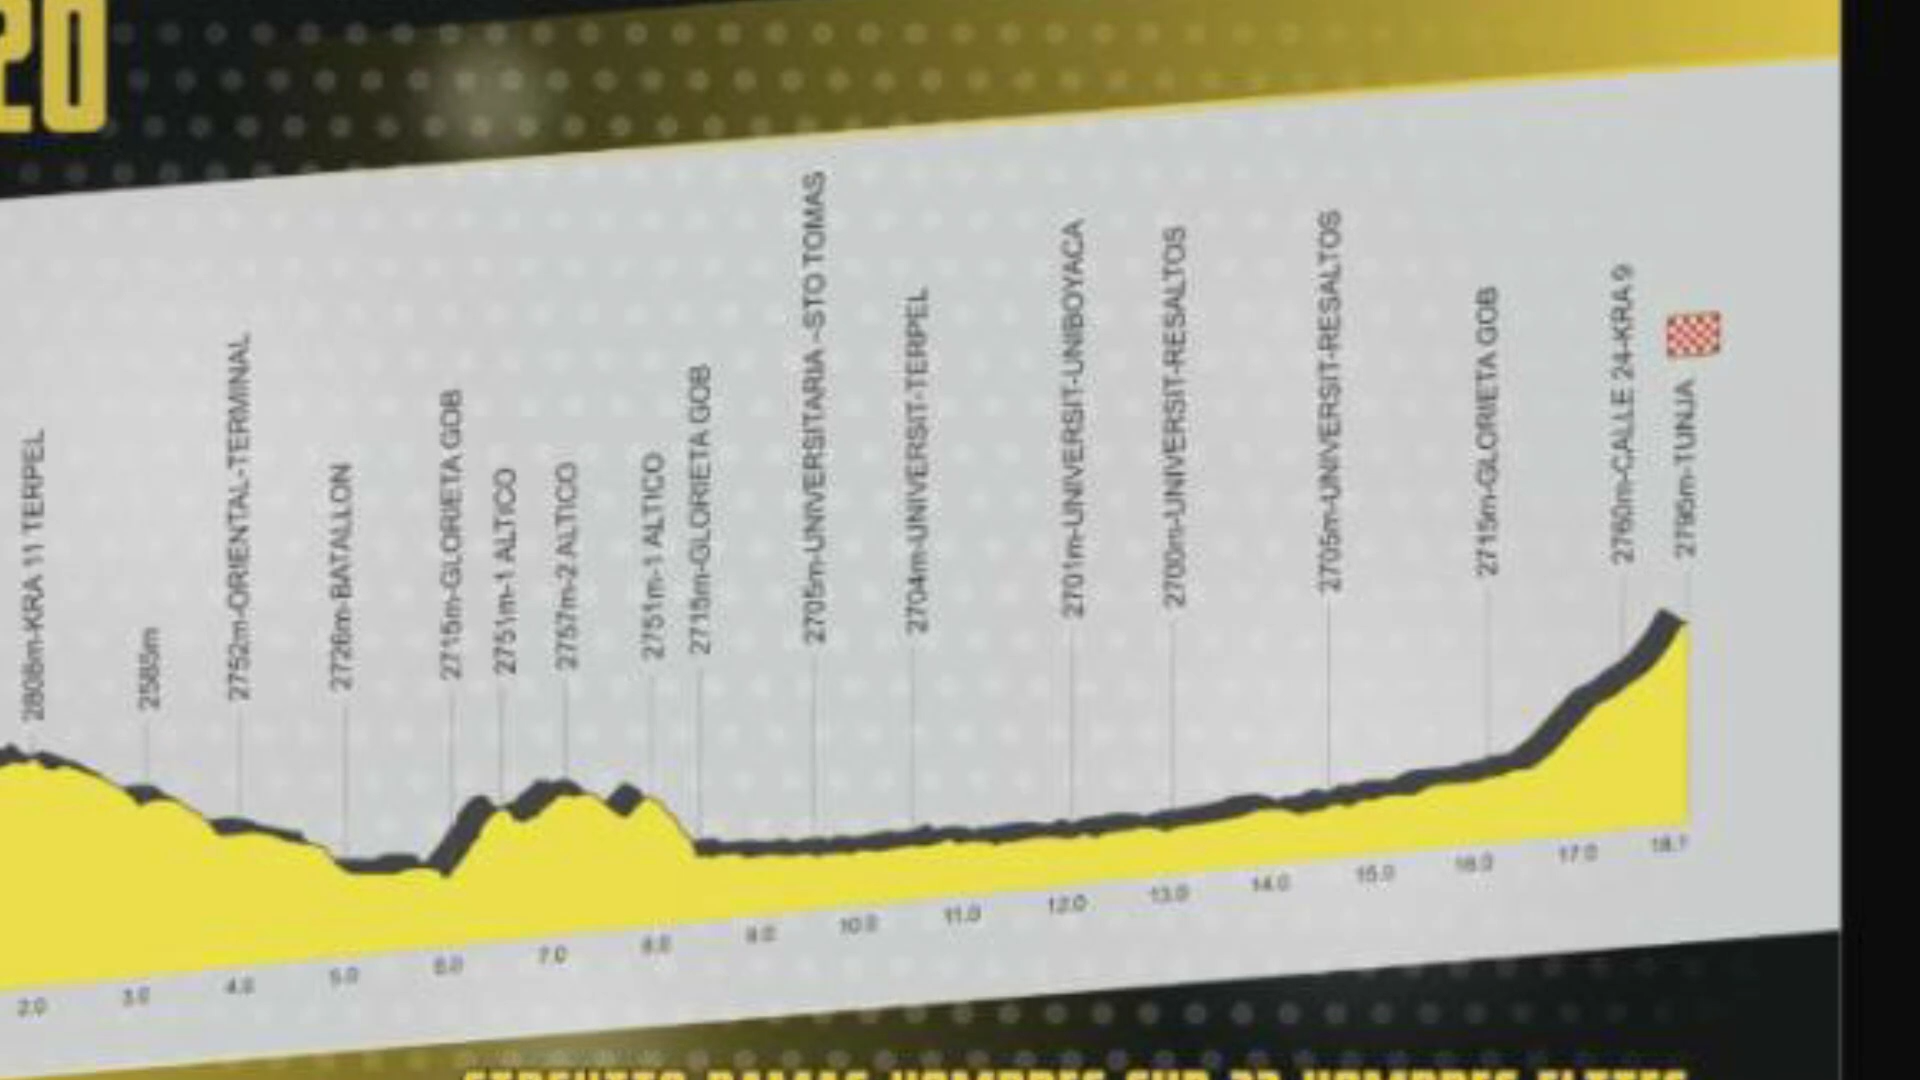 20
2808m-KRA 11 TERPEL
2585m
2752m-ORIENTAL-TERMINAL
2726m-BATALLON
2715m-GLORIETA GOB
2751m-1 ALTICO
2757m-2 ALTICO
2751m-1 ALTICO
2715m-GLORIETA GOB
2705m-UNIVERSITARIA -STO TOMAS
2704m-UNIVERSIT-TERPEL
2701m-UNIVERSIT-UNIBOYACA
2700m-UNIVERSIT-RESALTOS
2705m-UNIVERSIT-RESALTOS
2715m-GLORIETA GOB
2760m-CALLE 24-KRA 9
2795m-TUNJA
2.0 3.0 4.0 5.0 6.0 7.0 8.0 9.0 10.0 11.0 12.0 13.0 14.0 15.0 16.0 17.0 18.1